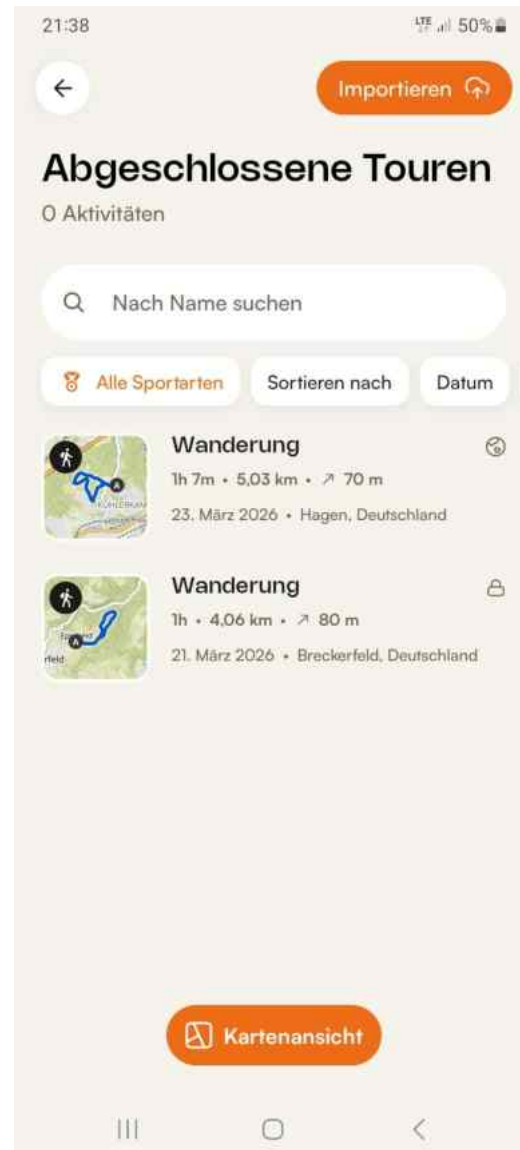 21:38
LTE 50%
Importieren
Abgeschlossene Touren
0 Aktivitäten
Nach Name suchen
Alle Sportarten
Sortieren nach
Datum
Wanderung
1h 7m • 5,03 km • ↗ 70 m
23. März 2026 • Hagen, Deutschland
A
Wanderung
1h • 4,06 km • ↗ 80 m
21. März 2026 • Breckerfeld, Deutschland
A
Kartenansicht